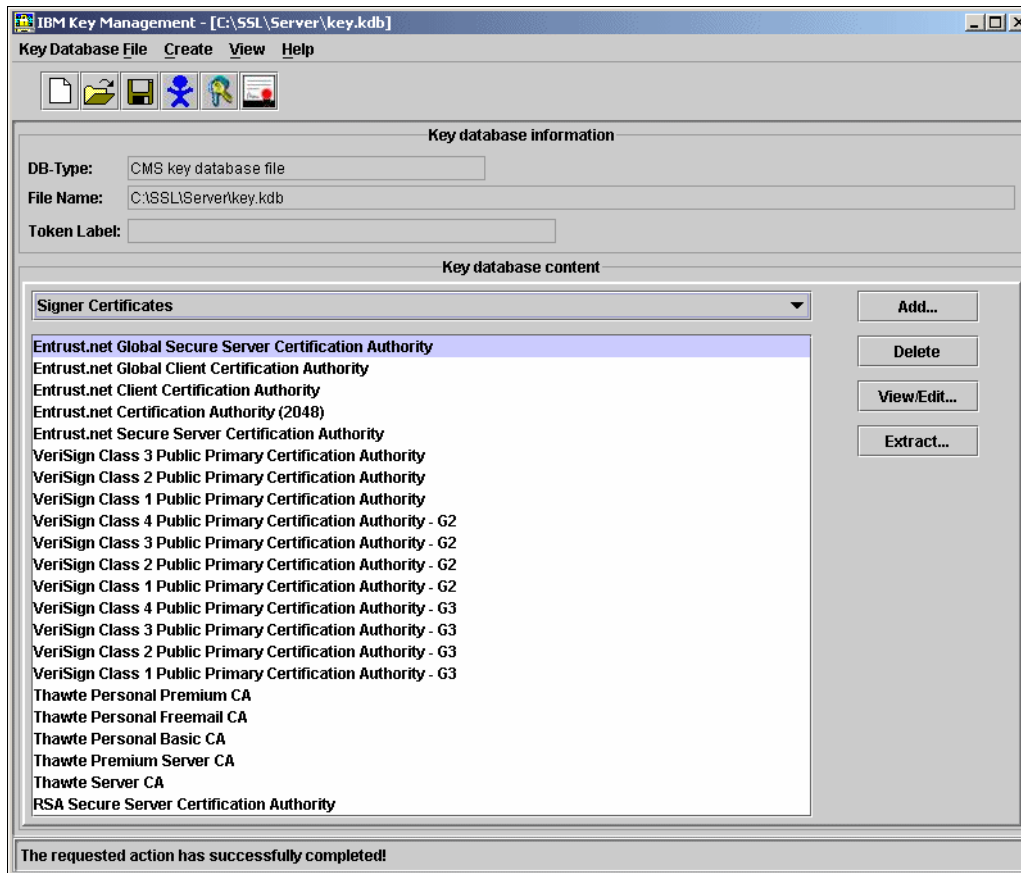 IBM Key Management - [C:\SSL\Server\key.kdb]
Key Database File Create View Help
Key database information
DB-Type: CMS key database file
File Name: C:\SSL\Server\key.kdb
Token Label:
Key database content
Signer Certificates
Add...
Entrust.net Global Secure Server Certification Authority
Delete
Entrust.net Global Client Certification Authority
Entrust.net Client Certification Authority
View/Edit...
Entrust.net Certification Authority (2048)
Entrust.net Secure Server Certification Authority
Extract...
VeriSign Class 3 Public Primary Certification Authority
VeriSign Class 2 Public Primary Certification Authority
VeriSign Class 1 Public Primary Certification Authority
VeriSign Class 4 Public Primary Certification Authority - G2
VeriSign Class 3 Public Primary Certification Authority - G2
VeriSign Class 2 Public Primary Certification Authority - G2
VeriSign Class 1 Public Primary Certification Authority - G2
VeriSign Class 4 Public Primary Certification Authority - G3
VeriSign Class 3 Public Primary Certification Authority - G3
VeriSign Class 2 Public Primary Certification Authority - G3
VeriSign Class 1 Public Primary Certification Authority - G3
Thawte Personal Premium CA
Thawte Personal Freemail CA
Thawte Personal Basic CA
Thawte Premium Server CA
Thawte Server CA
RSA Secure Server Certification Authority
The requested action has successfully completed!